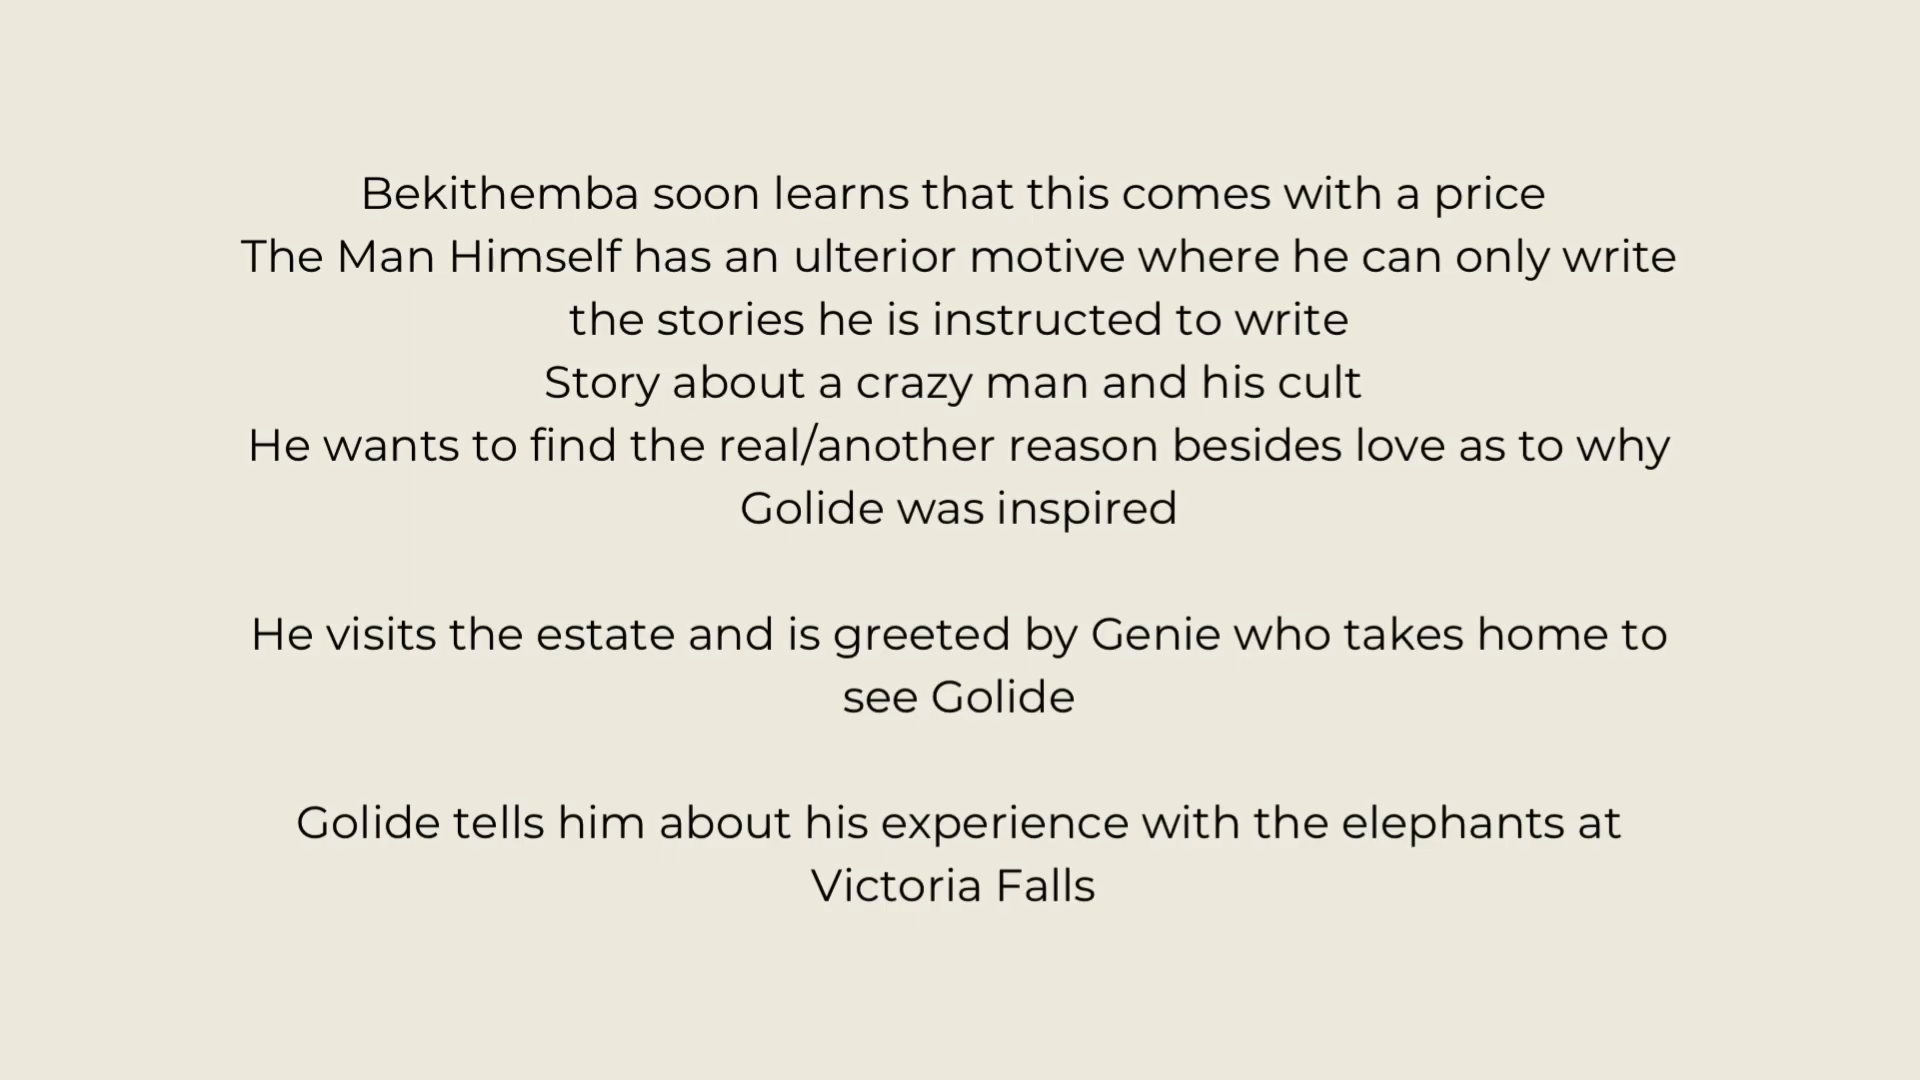 Bekithemba soon learns that this comes with a price
The Man Himself has an ulterior motive where he can only write
the stories he is instructed to write
Story about a crazy man and his cult
He wants to find the real/another reason besides love as to why
Golide was inspired
He visits the estate and is greeted by Genie who takes home to
see Golide
Golide tells him about his experience with the elephants at
Victoria Falls